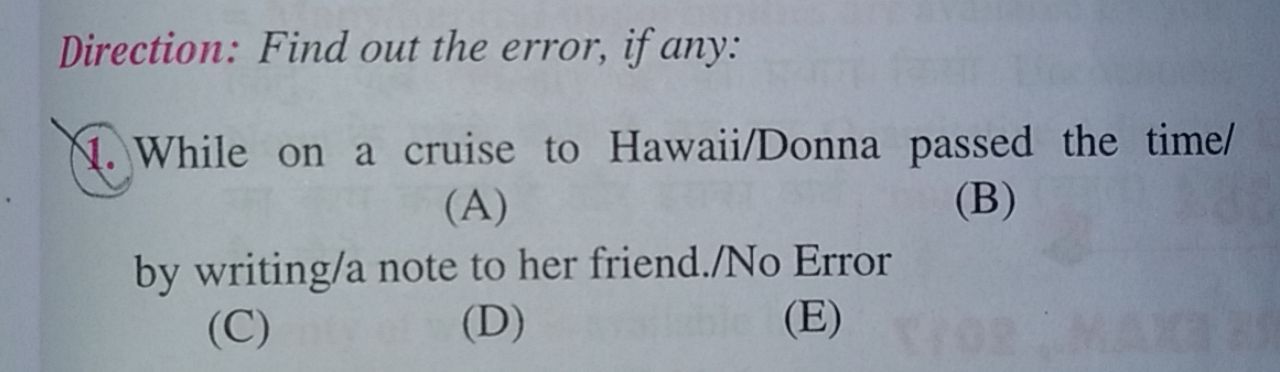 Direction: Find out the error, if any:
1. While on a cruise to Hawaii/Donna passed the time/
(A) (B)
by writing/a note to her friend./No Error
(C) (D) (E)